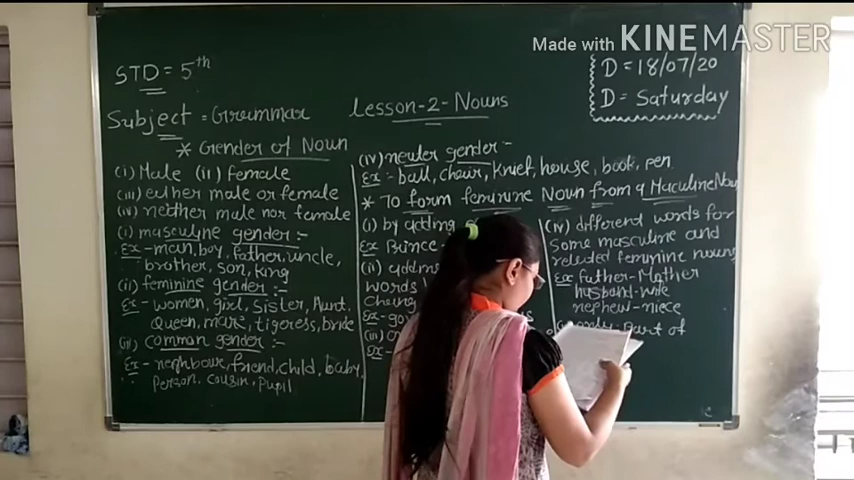 Made with KINEMASTER
STD = 5th
D = 18/07/20
D = Saturday
Subject = Grammar
Lesson-2- Nouns
* Gender of Noun
(i) Male (ii) female
(iii) either male or female
(iv) neither male nor female
(i) masculine gender :-
Ex - man, boy, father, uncle,
brother, son, king
(ii) feminine gender :-
Ex - women, girl, sister, Aunt,
Queen, mare, tigeress, bride
(iii) common gender :-
Ex - neighbour, friend, child, baby,
Person, cousin, pupil
(iv) neuter gender :-
Ex :- ball, chair, knief, house, book, pen
* To form feminine Noun from a Masculine Noun
(i) by adding
Ex Prince -
(ii) adding
words
Ex -
(iii)
Ex -
(iv) different words for
some masculine and
related feminine nouns
Ex father - Mother
husband - wife
nephew - niece
part of